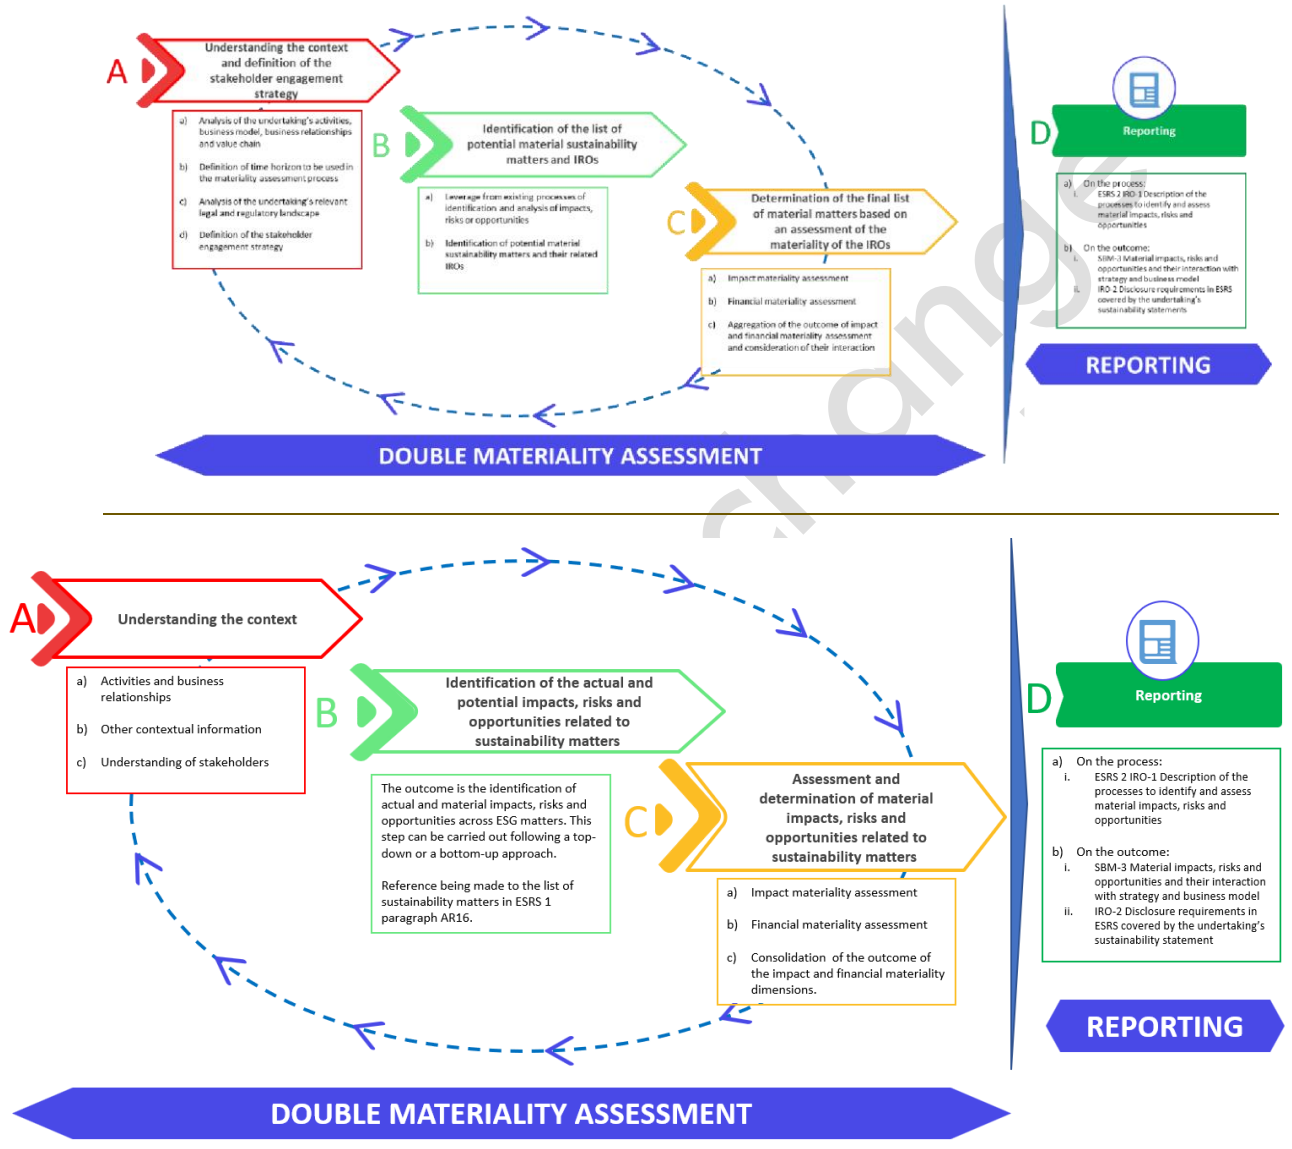 A
Understanding the context
and definition of the
stakeholder engagement
strategy
a) Analysis of the undertaking's activities,
business model, business relationships
and value chain
b) Definition of time horizon to be used in
the materiality assessment process
c) Analysis of the undertaking's relevant
legal and regulatory landscape
d) Definition of the stakeholder
engagement strategy
B
Identification of the list of
potential material sustainability
matters and IROs
a) Leverage from existing processes of
identification and analysis of impacts,
risks or opportunities
b) Identification of potential material
sustainability matters and their related
IROs
C
Determination of the final list
of material matters based on
an assessment of the
materiality of the IROs
a) Impact materiality assessment
b) Financial materiality assessment
c) Aggregation of the outcome of impact
and financial materiality assessment
and consideration of their interaction
D
Reporting
a) On the process:
i. ESRS 2 IRO-1 Description of the
processes to identify and assess
material impacts, risks and
opportunities
b) On the outcome:
i. SBM-3 Material impacts, risks and
opportunities and their interaction with
strategy and business model
ii. IRO-2 Disclosure requirements in ESRS
covered by the undertaking's
sustainability statements
REPORTING
DOUBLE MATERIALITY ASSESSMENT
change
A
Understanding the context
a) Activities and business
relationships
b) Other contextual information
c) Understanding of stakeholders
B
Identification of the actual and
potential impacts, risks and
opportunities related to
sustainability matters
The outcome is the identification of
actual and material impacts, risks and
opportunities across ESG matters. This
step can be carried out following a top-
down or a bottom-up approach.
Reference being made to the list of
sustainability matters in ESRS 1
paragraph AR16.
C
Assessment and
determination of material
impacts, risks and
opportunities related to
sustainability matters
a) Impact materiality assessment
b) Financial materiality assessment
c) Consolidation of the outcome of
the impact and financial materiality
dimensions.
D
Reporting
a) On the process:
i. ESRS 2 IRO-1 Description of the
processes to identify and assess
material impacts, risks and
opportunities
b) On the outcome:
i. SBM-3 Material impacts, risks and
opportunities and their interaction
with strategy and business model
ii. IRO-2 Disclosure requirements in
ESRS covered by the undertaking's
sustainability statement
REPORTING
DOUBLE MATERIALITY ASSESSMENT